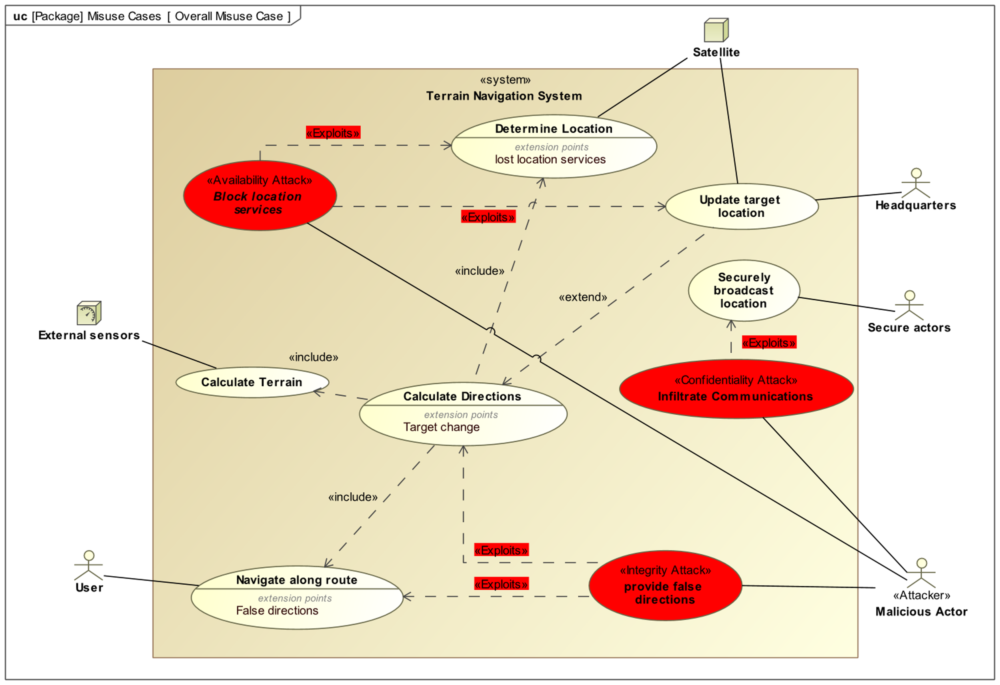 uc [Package] Misuse Cases [ Overall Misuse Case ]
Satellite
«system»
Terrain Navigation System
«Exploits»
Determine Location
extension points
lost location services
«Availability Attack»
Block location
services
«Exploits»
Update target
location
Headquarters
«include»
«extend»
Securely
broadcast
location
Secure actors
External sensors
«Exploits»
«include»
Calculate Terrain
«Confidentiality Attack»
Infiltrate Communications
Calculate Directions
extension points
Target change
«include»
«Exploits»
«Integrity Attack»
provide false
directions
«Exploits»
User
Navigate along route
extension points
False directions
«Attacker»
Malicious Actor